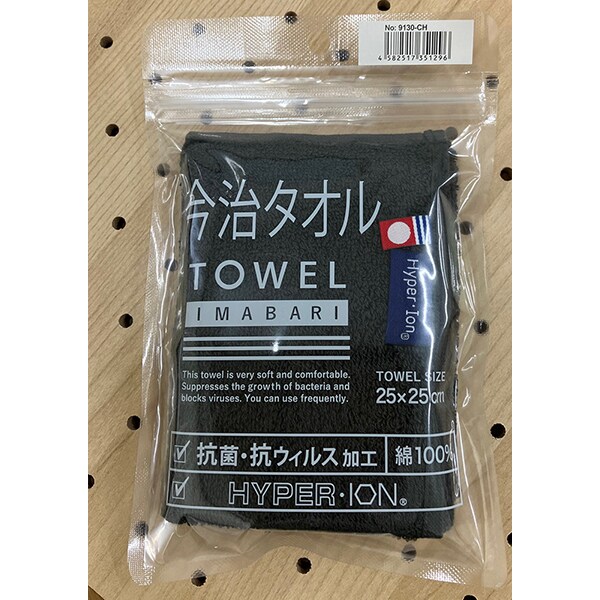 No: 9130-CH
4 582517 351296
今治タオル
TOWEL
IMABARI
Hyper・Ion®
This towel is very soft and comfortable.
Suppresses the growth of bacteria and
blocks viruses. You can use frequently.
TOWEL SIZE
25×25cm
抗菌・抗ウィルス加工 綿100%
HYPER・ION®